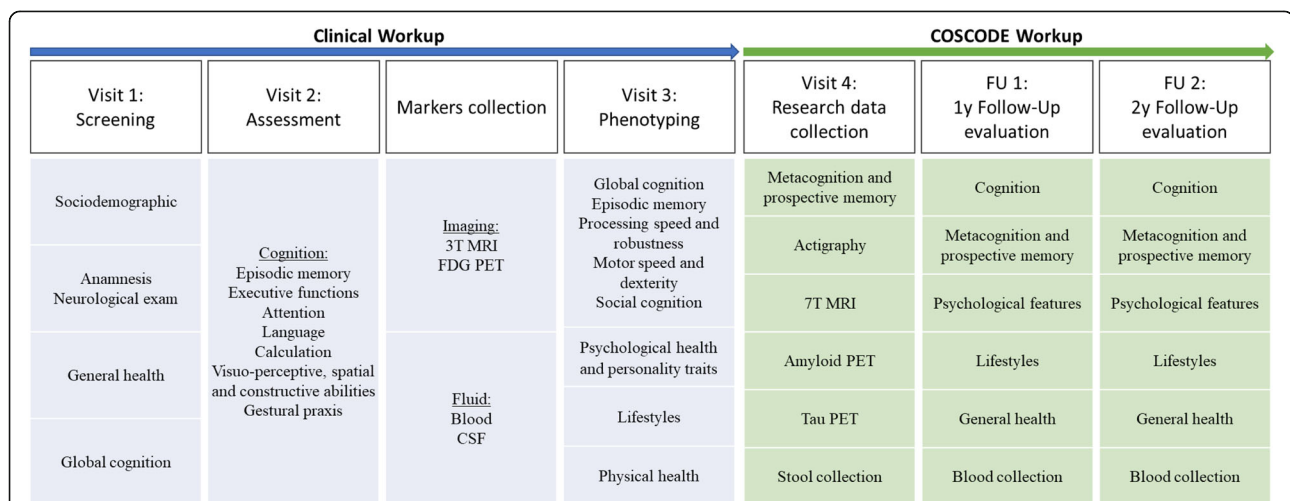 Clinical Workup
COSCODE Workup
Visit 1:
Screening
Visit 2:
Assessment
Markers collection
Visit 3:
Phenotyping
Visit 4:
Research data
collection
FU 1:
1y Follow-Up
evaluation
FU 2:
2y Follow-Up
evaluation
Sociodemographic
Anamnesis
Neurological exam
General health
Global cognition
Cognition:
Episodic memory
Executive functions
Attention
Language
Calculation
Visuo-perceptive, spatial
and constructive abilities
Gestural praxis
Imaging:
3T MRI
FDG PET
Fluid:
Blood
CSF
Global cognition
Episodic memory
Processing speed and
robustness
Motor speed and
dexterity
Social cognition
Psychological health
and personality traits
Lifestyles
Physical health
Metacognition and
prospective memory
Actigraphy
7T MRI
Amyloid PET
Tau PET
Stool collection
Cognition
Metacognition and
prospective memory
Psychological features
Lifestyles
General health
Blood collection
Cognition
Metacognition and
prospective memory
Psychological features
Lifestyles
General health
Blood collection